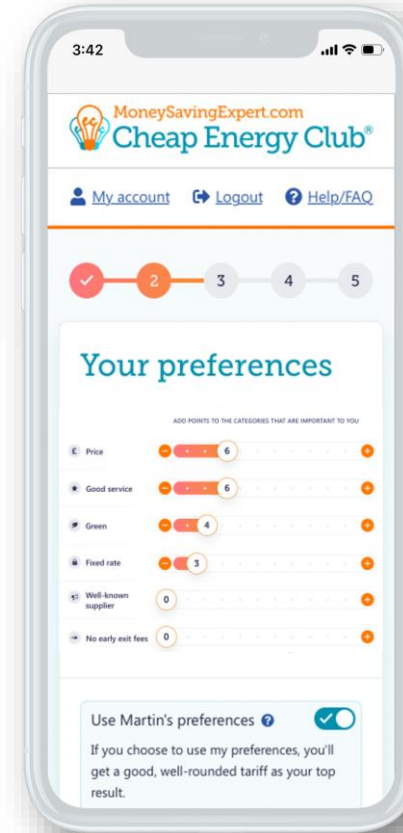 3:42
MoneySavingExpert.com
Cheap Energy Club®
My account Logout Help/FAQ
2 3 4 5
Your preferences
ADD POINTS TO THE CATEGORIES THAT ARE IMPORTANT TO YOU
£ Price 6
Good service 6
Green 4
Fixed rate 3
Well-known
supplier 0
No early exit fees 0
Use Martin's preferences ?
If you choose to use my preferences, you'll
get a good, well-rounded tariff as your top
result.